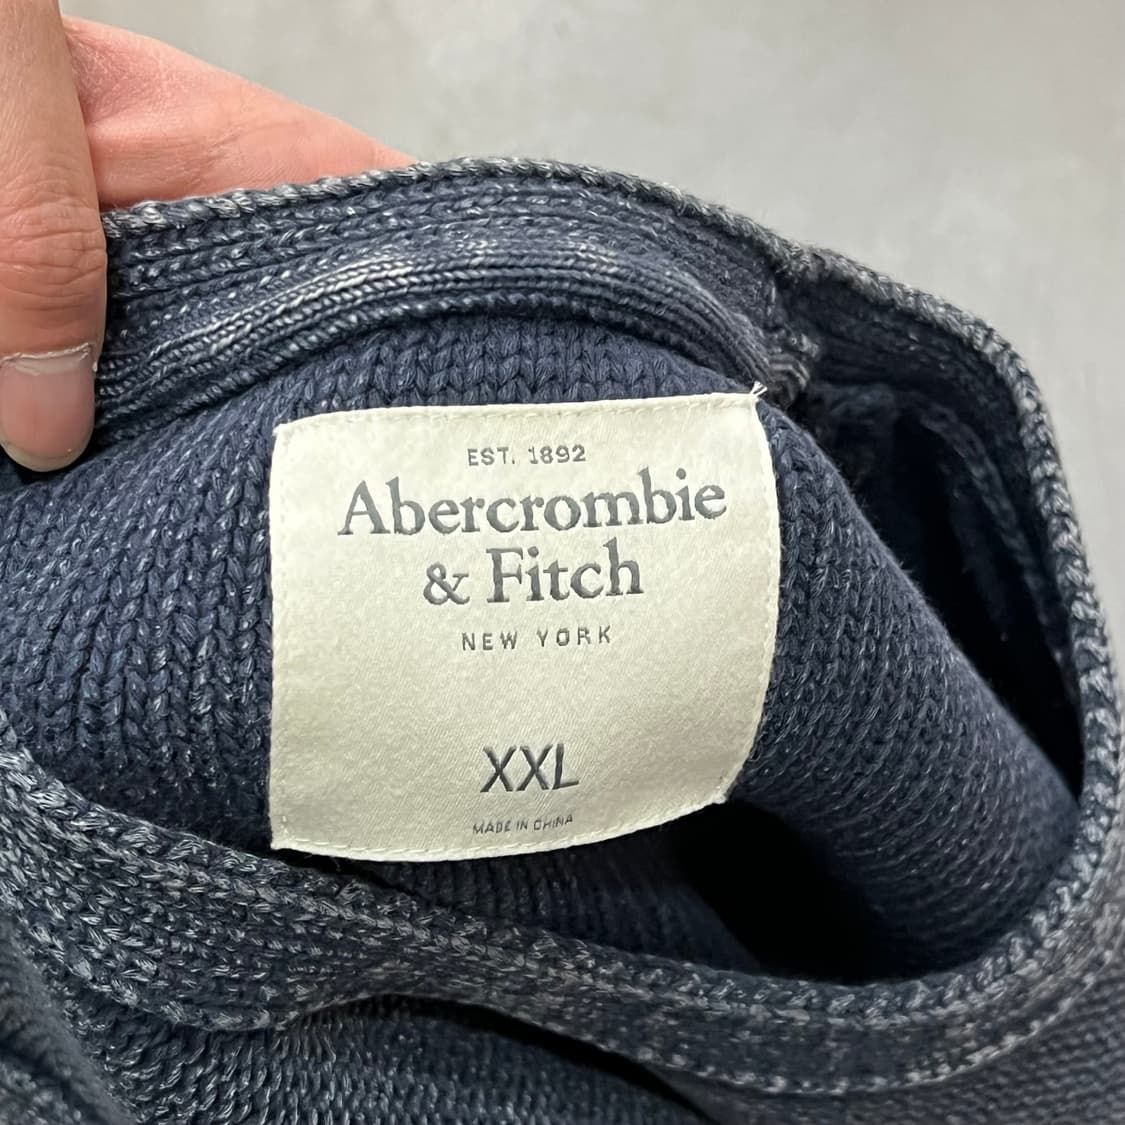 EST. 1892
Abercrombie
& Fitch
NEW YORK
XXL
MADE IN CHINA